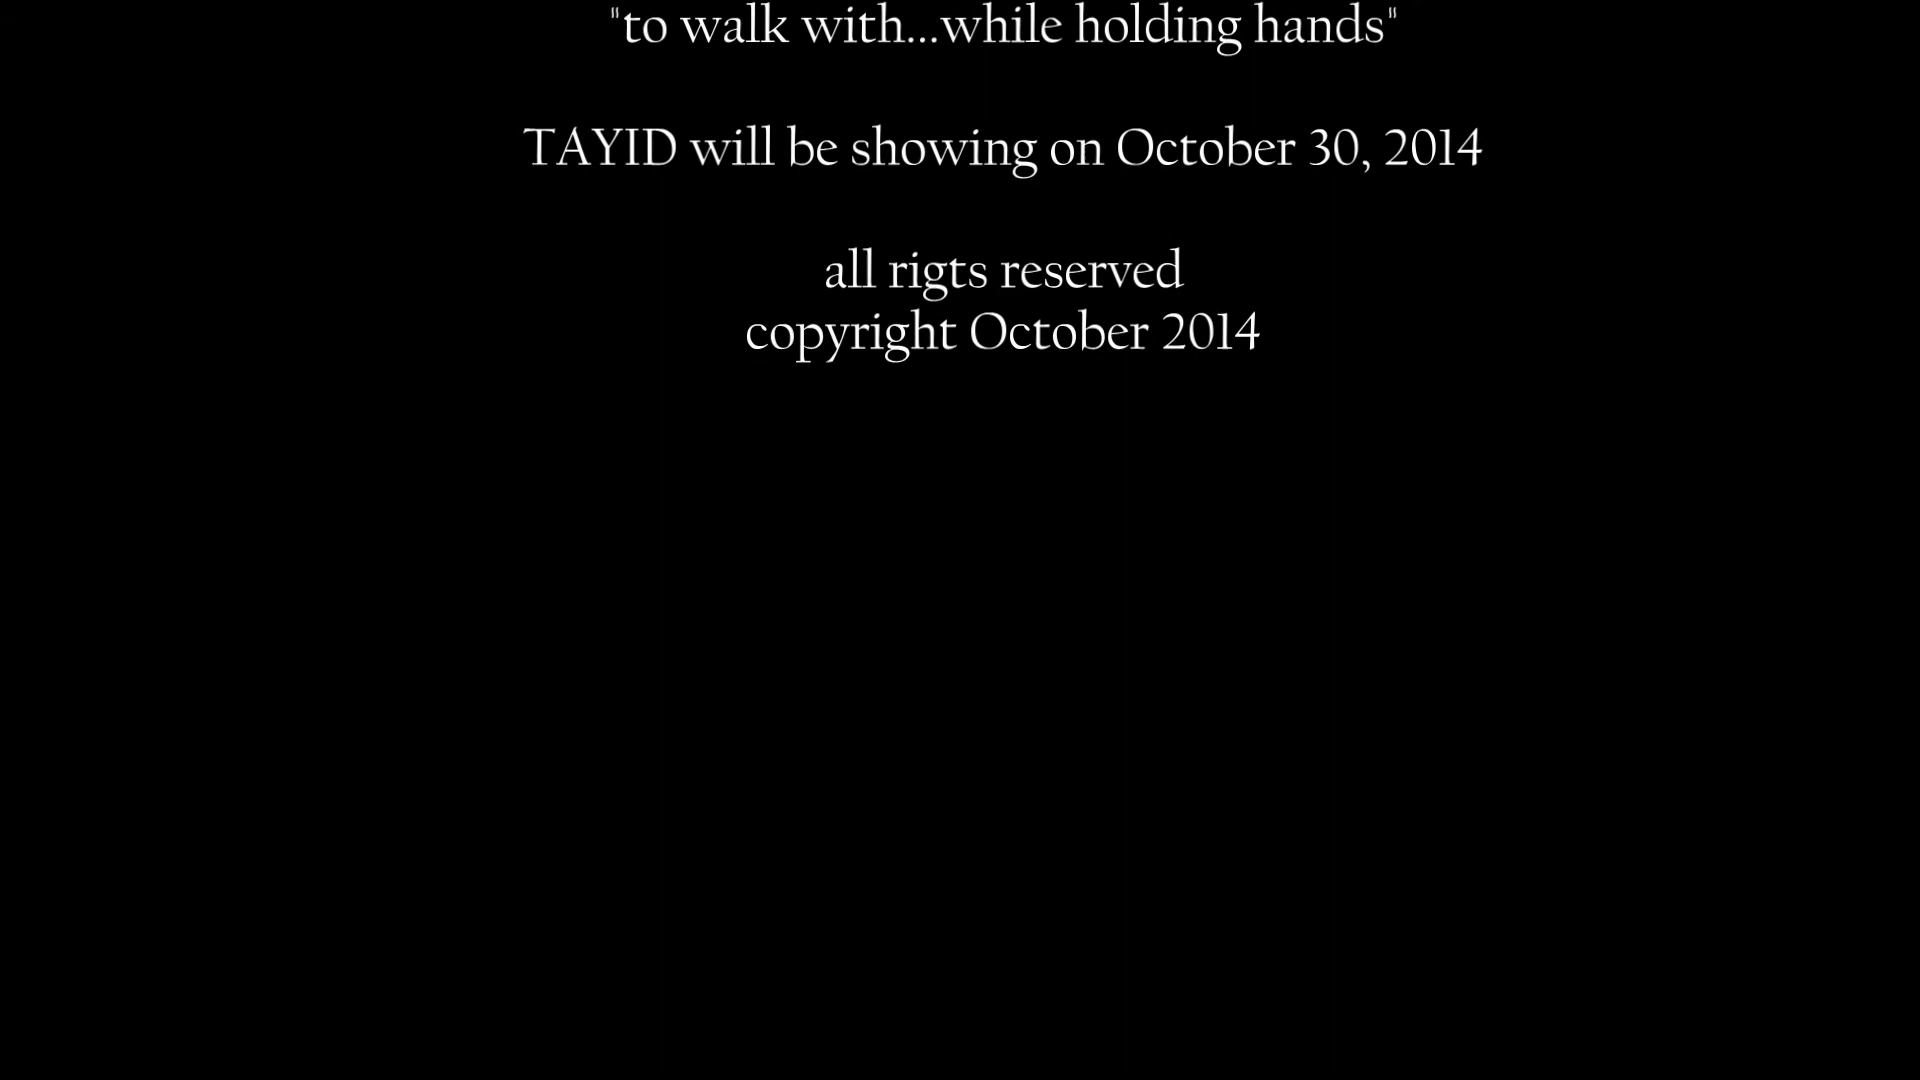 "to walk with...while holding hands"
TAYID will be showing on October 30, 2014
all rigts reserved
copyright October 2014